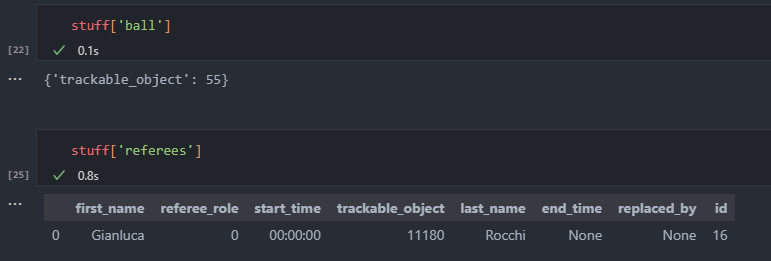 stuff['ball']
[22]
0.1s
...
{'trackable_object': 55}
stuff['referees']
[25]
0.8s
...
first_name referee_role start_time trackable_object last_name end_time replaced_by id
0 Gianluca 0 00:00:00 11180 Rocchi None None 16